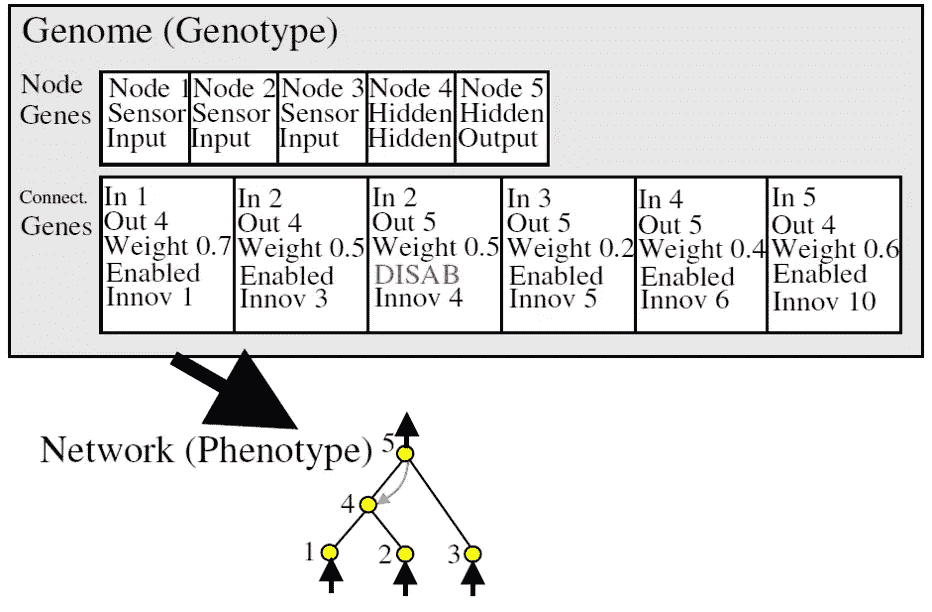 Genome (Genotype)
Node Genes
Node 1 Sensor Input
Node 2 Sensor Input
Node 3 Sensor Input
Node 4 Hidden Hidden
Node 5 Hidden Output
Connect. Genes
In 1
Out 4
Weight 0.7
Enabled
Innov 1
In 2
Out 4
Weight 0.5
Enabled
Innov 3
In 2
Out 5
Weight 0.5
DISAB
Innov 4
In 3
Out 5
Weight 0.2
Enabled
Innov 5
In 4
Out 5
Weight 0.4
Enabled
Innov 6
In 5
Out 4
Weight 0.6
Enabled
Innov 10
Network (Phenotype)
5
4
1
2
3